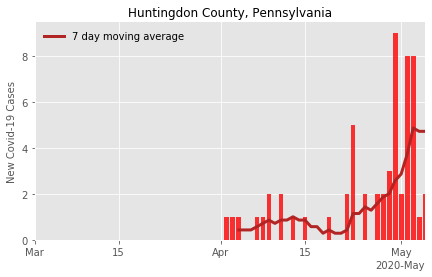 Huntingdon County, Pennsylvania
7 day moving average
New Covid-19 Cases
8
6
4
2
0
Mar 15 Apr 15 May
2020-May